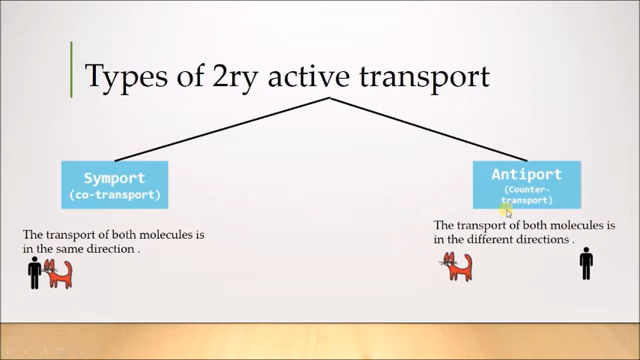 Types of 2ry active transport
Symport
(co-transport)
The transport of both molecules is
in the same direction .
Antiport
(Counter-
transport)
The transport of both molecules is
in the different directions .